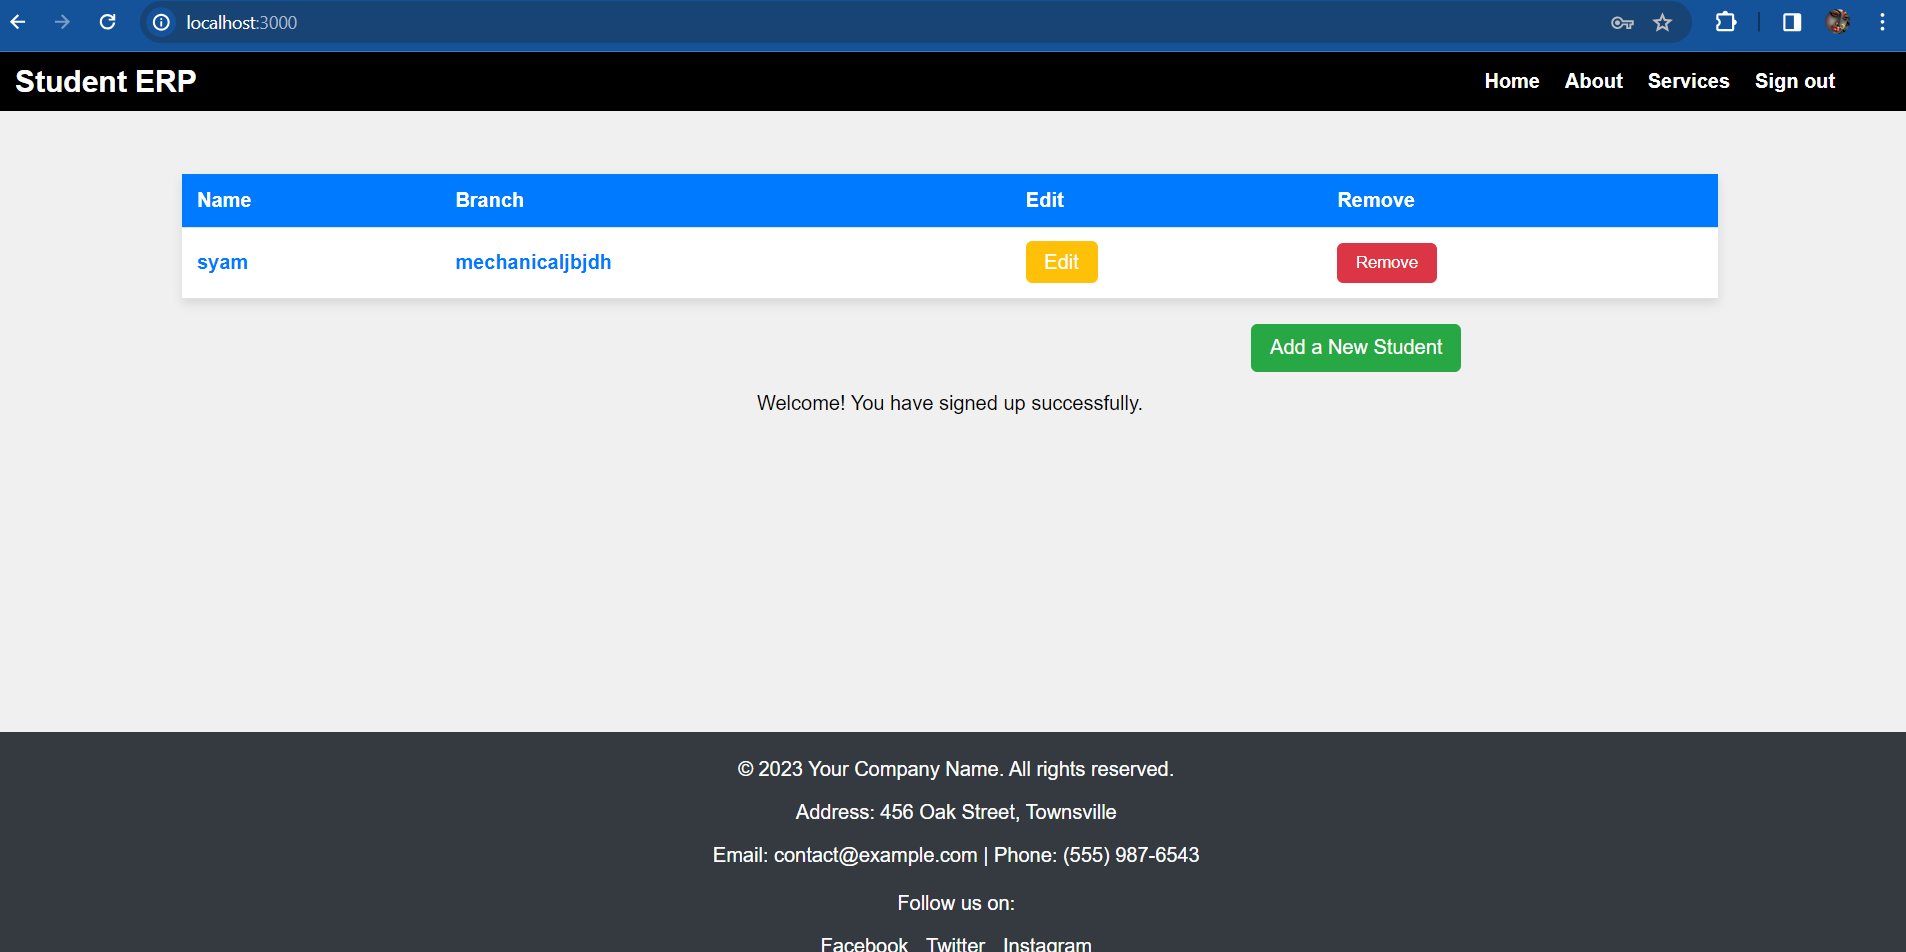 localhost:3000
Student ERP Home About Services Sign out
Name Branch Edit Remove
syam mechanicaljbjdh Edit Remove
Add a New Student
Welcome! You have signed up successfully.
© 2023 Your Company Name. All rights reserved.
Address: 456 Oak Street, Townsville
Email: contact@example.com | Phone: (555) 987-6543
Follow us on:
Facebook Twitter Instagram